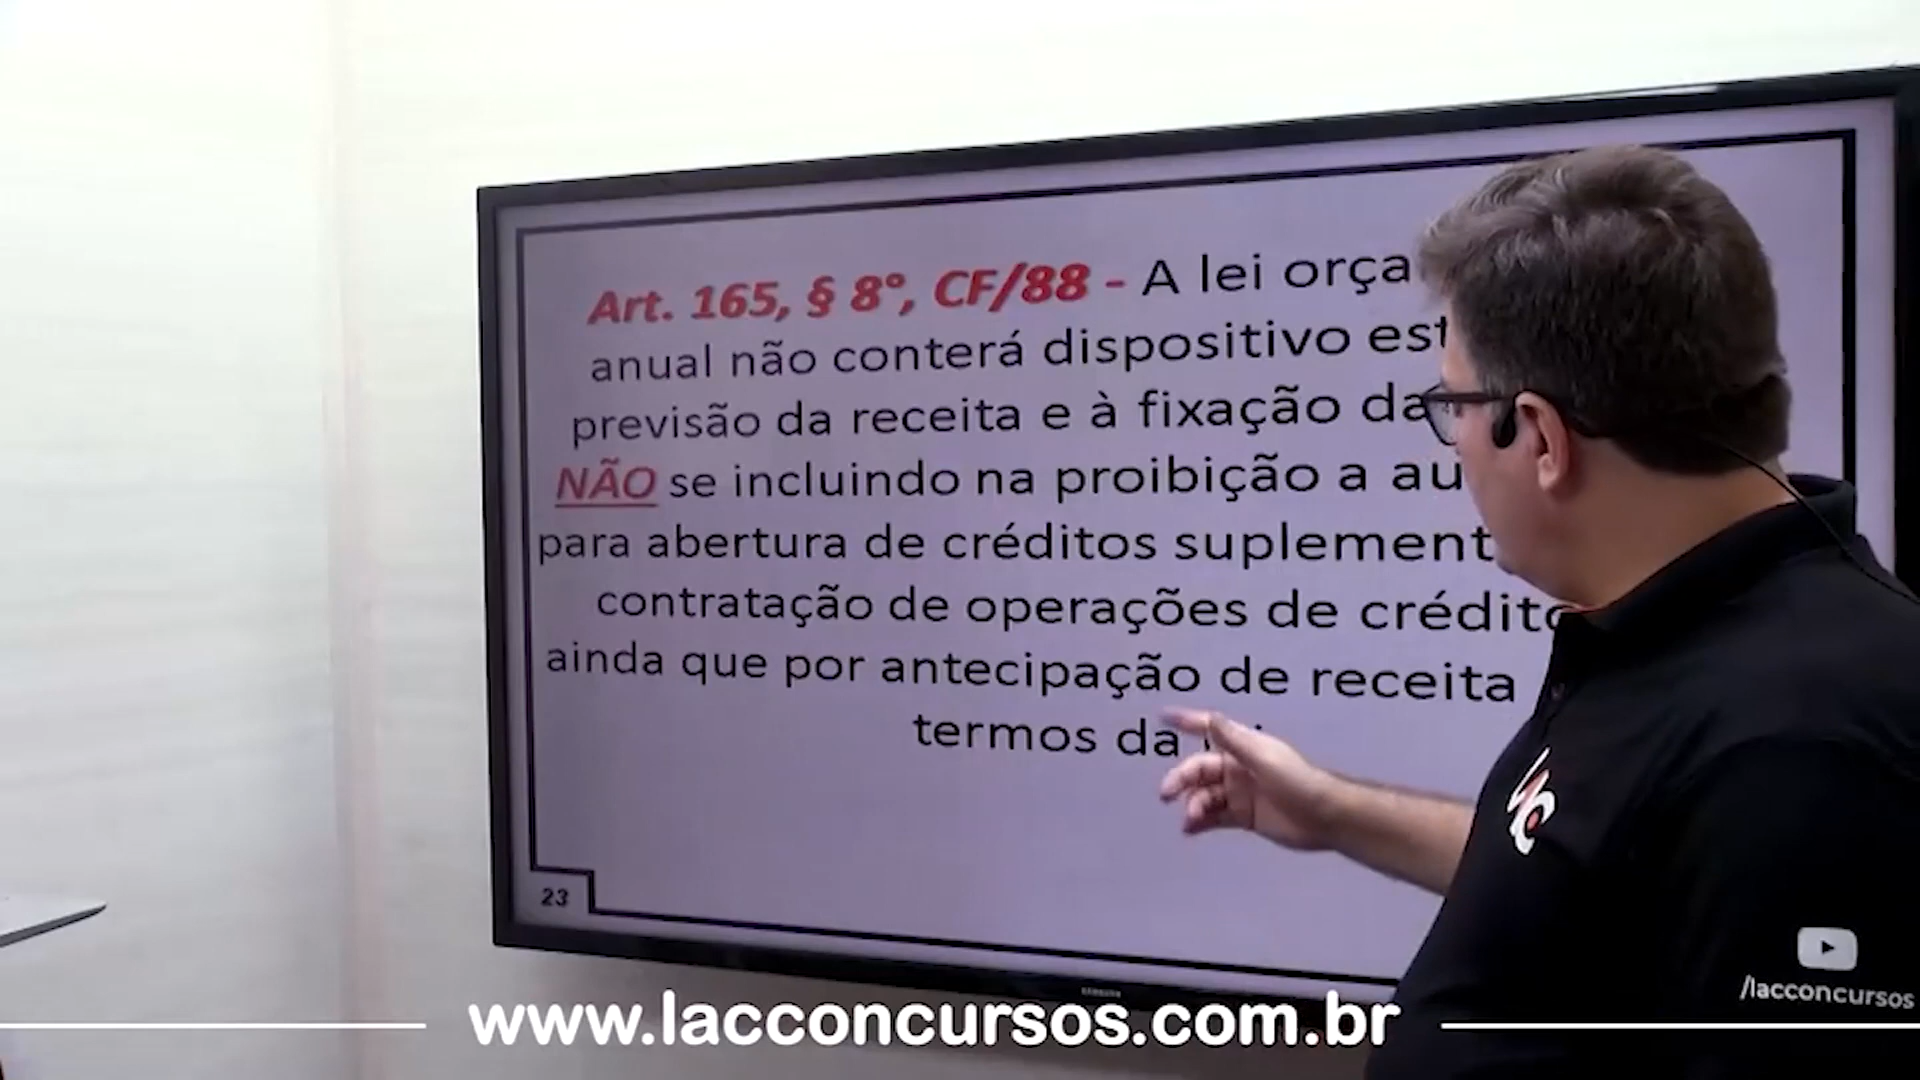 Art. 165, § 8°, CF/88 - A lei orça
anual não conterá dispositivo est
previsão da receita e à fixação da
NÃO se incluindo na proibição a au
para abertura de créditos suplement
contratação de operações de crédito
ainda que por antecipação de receita
termos da
23
SAMSUNG
/lacconcursos
www.lacconcursos.com.br